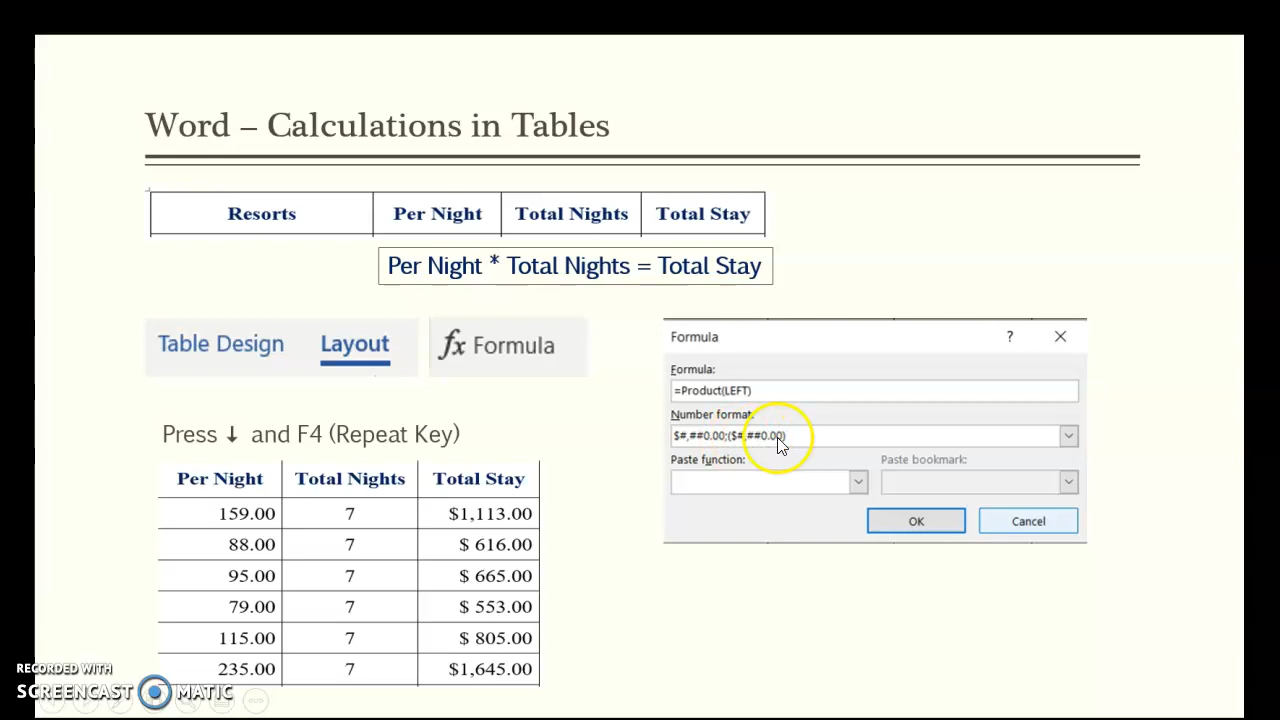 Word – Calculations in Tables
Resorts Per Night Total Nights Total Stay
Per Night * Total Nights = Total Stay
Table Design Layout fx Formula
Formula ?
Formula:
=Product(LEFT)
Number format:
$#,##0.00;($#,##0.00)
Paste function: Paste bookmark:
OK Cancel
Press ↓ and F4 (Repeat Key)
Per Night Total Nights Total Stay
159.00 7 $1,113.00
88.00 7 $ 616.00
95.00 7 $ 665.00
79.00 7 $ 553.00
115.00 7 $ 805.00
235.00 7 $1,645.00
RECORDED WITH
SCREENCAST MATIC